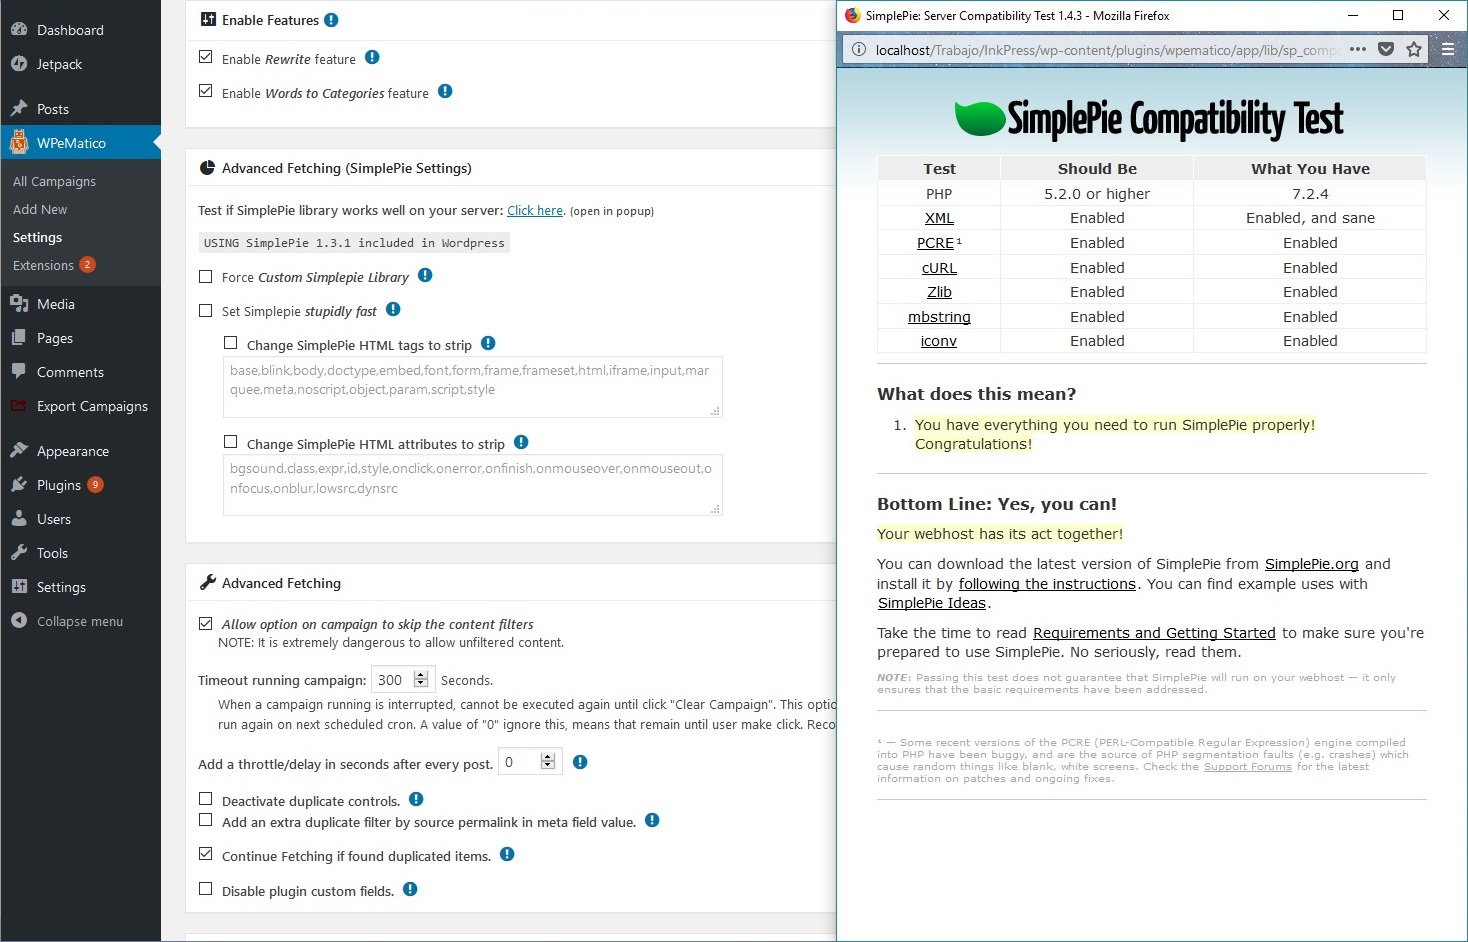 Dashboard
Jetpack
Posts
WPeMatico
All Campaigns
Add New
Settings
Extensions 2
Media
Pages
Comments
Export Campaigns
Appearance
Plugins 9
Users
Tools
Settings
Collapse menu
Enable Features
Enable Rewrite feature
Enable Words to Categories feature
Advanced Fetching (SimplePie Settings)
Test if SimplePie library works well on your server: Click here. (open in popup)
USING SimplePie 1.3.1 included in Wordpress
Force Custom Simplepie Library
Set Simplepie stupidly fast
Change SimplePie HTML tags to strip
base,blink,body,doctype,embed,font,form,frame,frameset,html,iframe,input,mar
quee,meta,noscript,object,param,script,style
Change SimplePie HTML attributes to strip
bgsound,class,expr,id,style,onclick,onerror,onfinish,onmouseover,onmouseout,o
nfocus,onblur,lowsrc,dynsrc
Advanced Fetching
Allow option on campaign to skip the content filters
NOTE: It is extremely dangerous to allow unfiltered content.
Timeout running campaign: 300 Seconds.
When a campaign running is interrupted, cannot be executed again until click "Clear Campaign". This optio
run again on next scheduled cron. A value of "0" ignore this, means that remain until user make click. Reco
Add a throttle/delay in seconds after every post. 0
Deactivate duplicate controls.
Add an extra duplicate filter by source permalink in meta field value.
Continue Fetching if found duplicated items.
Disable plugin custom fields.
SimplePie: Server Compatibility Test 1.4.3 - Mozilla Firefox
localhost/Trabajo/InkPress/wp-content/plugins/wpematico/app/lib/sp_comp
SimplePie Compatibility Test
Test Should Be What You Have
PHP 5.2.0 or higher 7.2.4
XML Enabled Enabled, and sane
PCRE¹ Enabled Enabled
cURL Enabled Enabled
Zlib Enabled Enabled
mbstring Enabled Enabled
iconv Enabled Enabled
What does this mean?
1. You have everything you need to run SimplePie properly!
Congratulations!
Bottom Line: Yes, you can!
Your webhost has its act together!
You can download the latest version of SimplePie from SimplePie.org and
install it by following the instructions. You can find example uses with
SimplePie Ideas.
Take the time to read Requirements and Getting Started to make sure you're
prepared to use SimplePie. No seriously, read them.
NOTE: Passing this test does not guarantee that SimplePie will run on your webhost — it only
ensures that the basic requirements have been addressed.
¹ — Some recent versions of the PCRE (PERL-Compatible Regular Expression) engine compiled
into PHP have been buggy, and are the source of PHP segmentation faults (e.g. crashes) which
cause random things like blank, white screens. Check the Support Forums for the latest
information on patches and ongoing fixes.